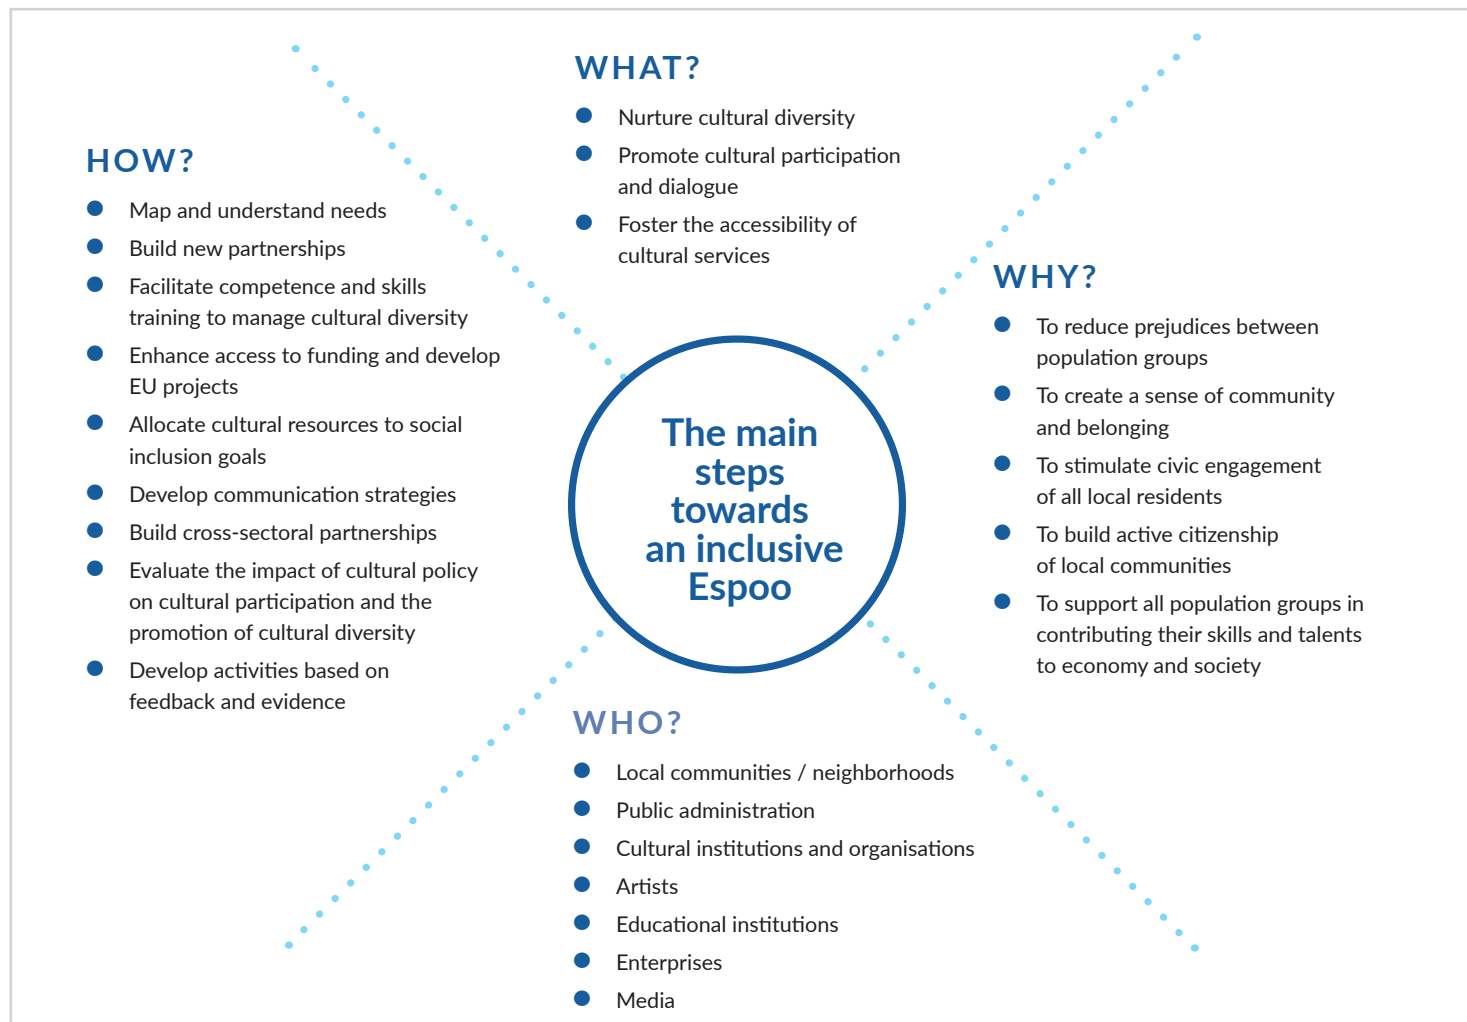 WHAT?
Nurture cultural diversity
Promote cultural participation
and dialogue
Foster the accessibility of
cultural services
HOW?
Map and understand needs
Build new partnerships
Facilitate competence and skills
training to manage cultural diversity
Enhance access to funding and develop
EU projects
Allocate cultural resources to social
inclusion goals
Develop communication strategies
Build cross-sectoral partnerships
Evaluate the impact of cultural policy
on cultural participation and the
promotion of cultural diversity
Develop activities based on
feedback and evidence
The main
steps
towards
an inclusive
Espoo
WHY?
To reduce prejudices between
population groups
To create a sense of community
and belonging
To stimulate civic engagement
of all local residents
To build active citizenship
of local communities
To support all population groups in
contributing their skills and talents
to economy and society
WHO?
Local communities / neighborhoods
Public administration
Cultural institutions and organisations
Artists
Educational institutions
Enterprises
Media